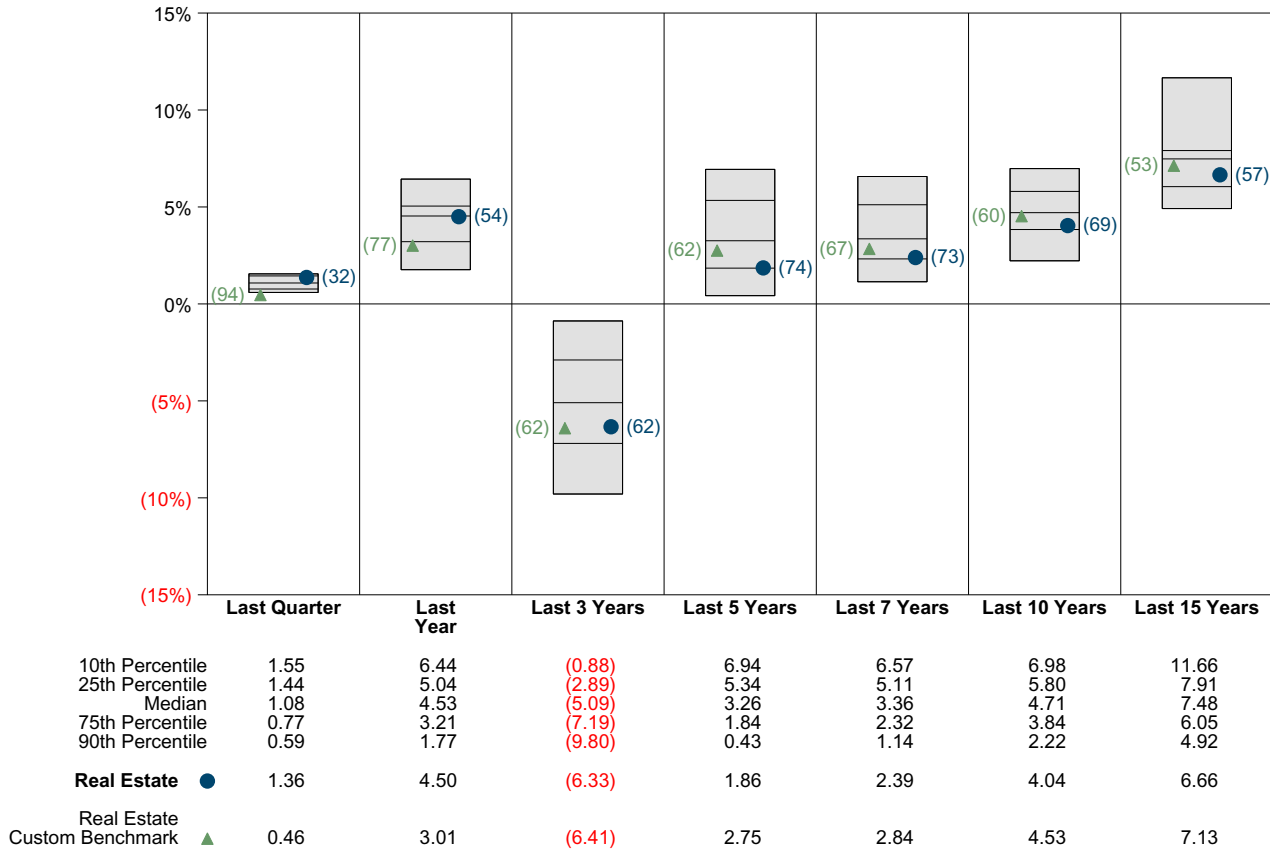 15%
10%
5%
0%
(5%)
(10%)
(15%)
(94) (32)
(77) (54)
(62) (62)
(62) (74)
(67) (73)
(60) (69)
(53) (57)
Last Quarter Last Year Last 3 Years Last 5 Years Last 7 Years Last 10 Years Last 15 Years
10th Percentile 1.55 6.44 (0.88) 6.94 6.57 6.98 11.66
25th Percentile 1.44 5.04 (2.89) 5.34 5.11 5.80 7.91
Median 1.08 4.53 (5.09) 3.26 3.36 4.71 7.48
75th Percentile 0.77 3.21 (7.19) 1.84 2.32 3.84 6.05
90th Percentile 0.59 1.77 (9.80) 0.43 1.14 2.22 4.92
Real Estate 1.36 4.50 (6.33) 1.86 2.39 4.04 6.66
Real Estate
Custom Benchmark 0.46 3.01 (6.41) 2.75 2.84 4.53 7.13